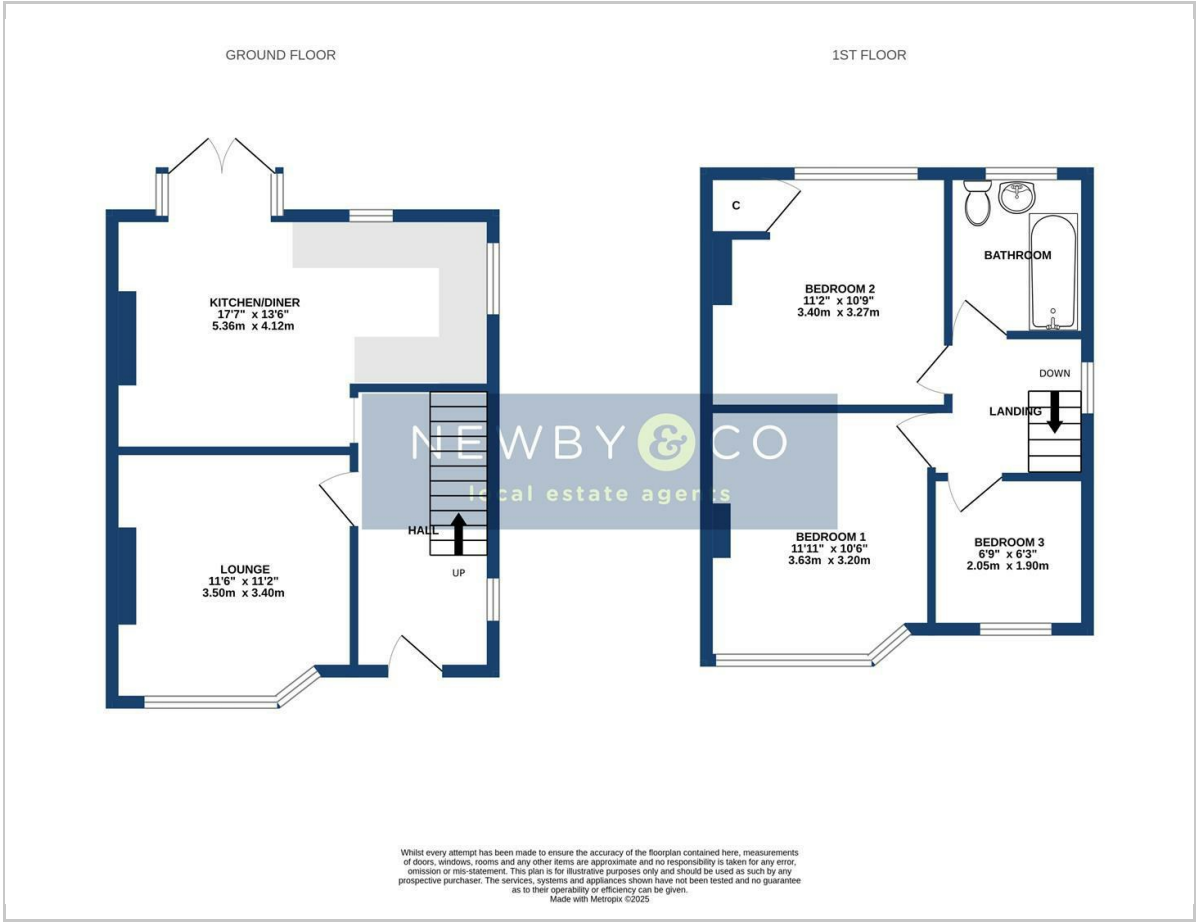 GROUND FLOOR
1ST FLOOR
KITCHEN/DINER
17'7" x 13'6"
5.36m x 4.12m
LOUNGE
11'6" x 11'2"
3.50m x 3.40m
HALL
UP
C
BEDROOM 2
11'2" x 10'9"
3.40m x 3.27m
BATHROOM
DOWN
LANDING
BEDROOM 1
11'11" x 10'6"
3.63m x 3.20m
BEDROOM 3
6'9" x 6'3"
2.05m x 1.90m
NEWBY & CO
local estate agents
Whilst every attempt has been made to ensure the accuracy of the floorplan contained here, measurements
of doors, windows, rooms and any other items are approximate and no responsibility is taken for any error,
omission or mis-statement. This plan is for illustrative purposes only and should be used as such by any
prospective purchaser. The services, systems and appliances shown have not been tested and no guarantee
as to their operability or efficiency can be given.
Made with Metropix ©2025